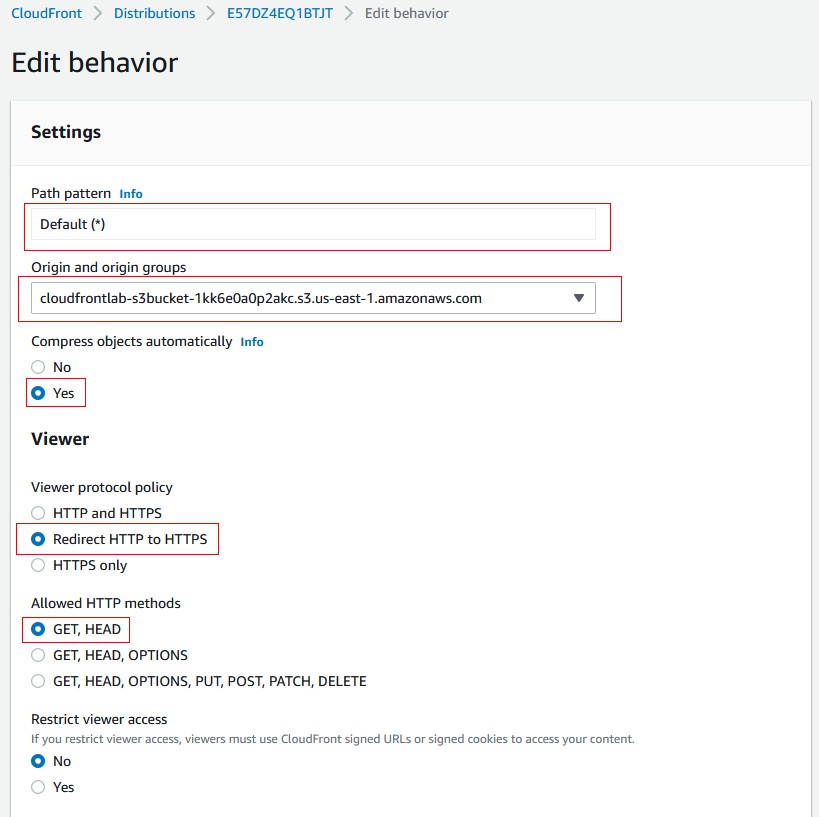 CloudFront > Distributions > E57DZ4EQ1BTJT > Edit behavior
Edit behavior
Settings
Path pattern Info
Default (*)
Origin and origin groups
cloudfrontlab-s3bucket-1kk6e0a0p2akc.s3.us-east-1.amazonaws.com
Compress objects automatically Info
No
Yes
Viewer
Viewer protocol policy
HTTP and HTTPS
Redirect HTTP to HTTPS
HTTPS only
Allowed HTTP methods
GET, HEAD
GET, HEAD, OPTIONS
GET, HEAD, OPTIONS, PUT, POST, PATCH, DELETE
Restrict viewer access
If you restrict viewer access, viewers must use CloudFront signed URLs or signed cookies to access your content.
No
Yes